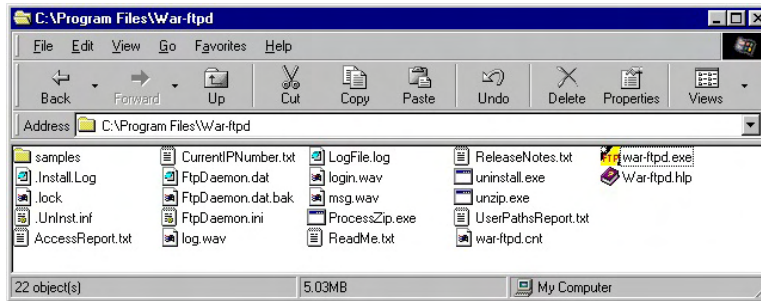 C:\Program Files\War-ftpd
File Edit View Go Favorites Help
Back Forward Up Cut Copy Paste Undo Delete Properties Views
Address C:\Program Files\War-ftpd
samples CurrentIPNumber.txt LogFile.log ReleaseNotes.txt war-ftpd.exe
.Install.Log FtpDaemon.dat login.wav uninstall.exe War-ftpd.hlp
.lock FtpDaemon.dat.bak msg.wav unzip.exe
.UnInst.inf FtpDaemon.ini ProcessZip.exe UserPathsReport.txt
AccessReport.txt log.wav ReadMe.txt war-ftpd.cnt
22 object(s) 5.03MB My Computer